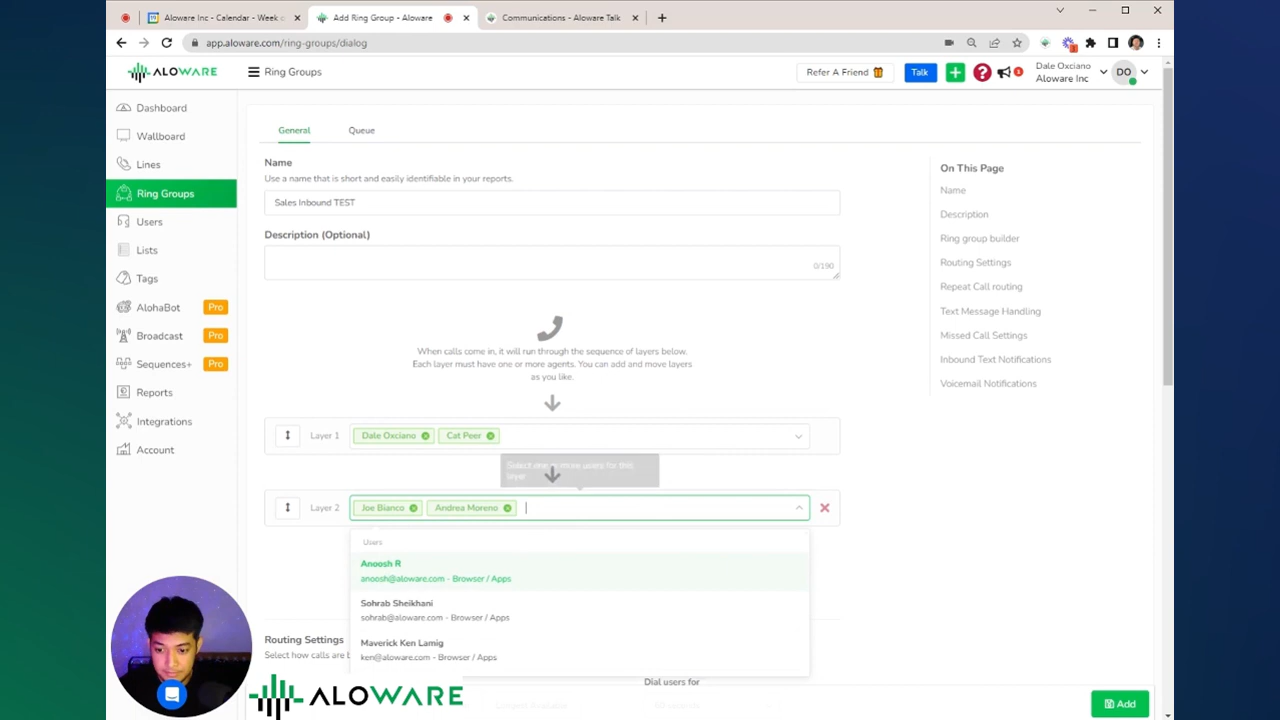 Aloware Inc - Calendar - Week o
Add Ring Group - Aloware
Communications - Aloware Talk
app.aloware.com/ring-groups/dialog
ALOWARE
Ring Groups
Refer A Friend
Talk
Dale Oxciano
Aloware Inc
DO
Dashboard
Wallboard
Lines
Ring Groups
Users
Lists
Tags
AlohaBot Pro
Broadcast Pro
Sequences+ Pro
Reports
Integrations
Account
General
Queue
Name
Use a name that is short and easily identifiable in your reports.
Sales Inbound TEST
Description (Optional)
0/190
When calls come in, it will run through the sequence of layers below.
Each layer must have one or more agents. You can add and move layers
as you like.
Layer 1
Dale Oxciano
Cat Peer
Select one or more users for this
layer
Layer 2
Joe Bianco
Andrea Moreno
Users
Anoosh R
anoosh@aloware.com - Browser / Apps
Sohrab Sheikhani
sohrab@aloware.com - Browser / Apps
Maverick Ken Lamig
ken@aloware.com - Browser / Apps
Routing Settings
Select how calls are
Dial users for
Longest Available
On This Page
Name
Description
Ring group builder
Routing Settings
Repeat Call routing
Text Message Handling
Missed Call Settings
Inbound Text Notifications
Voicemail Notifications
Add
ALOWARE